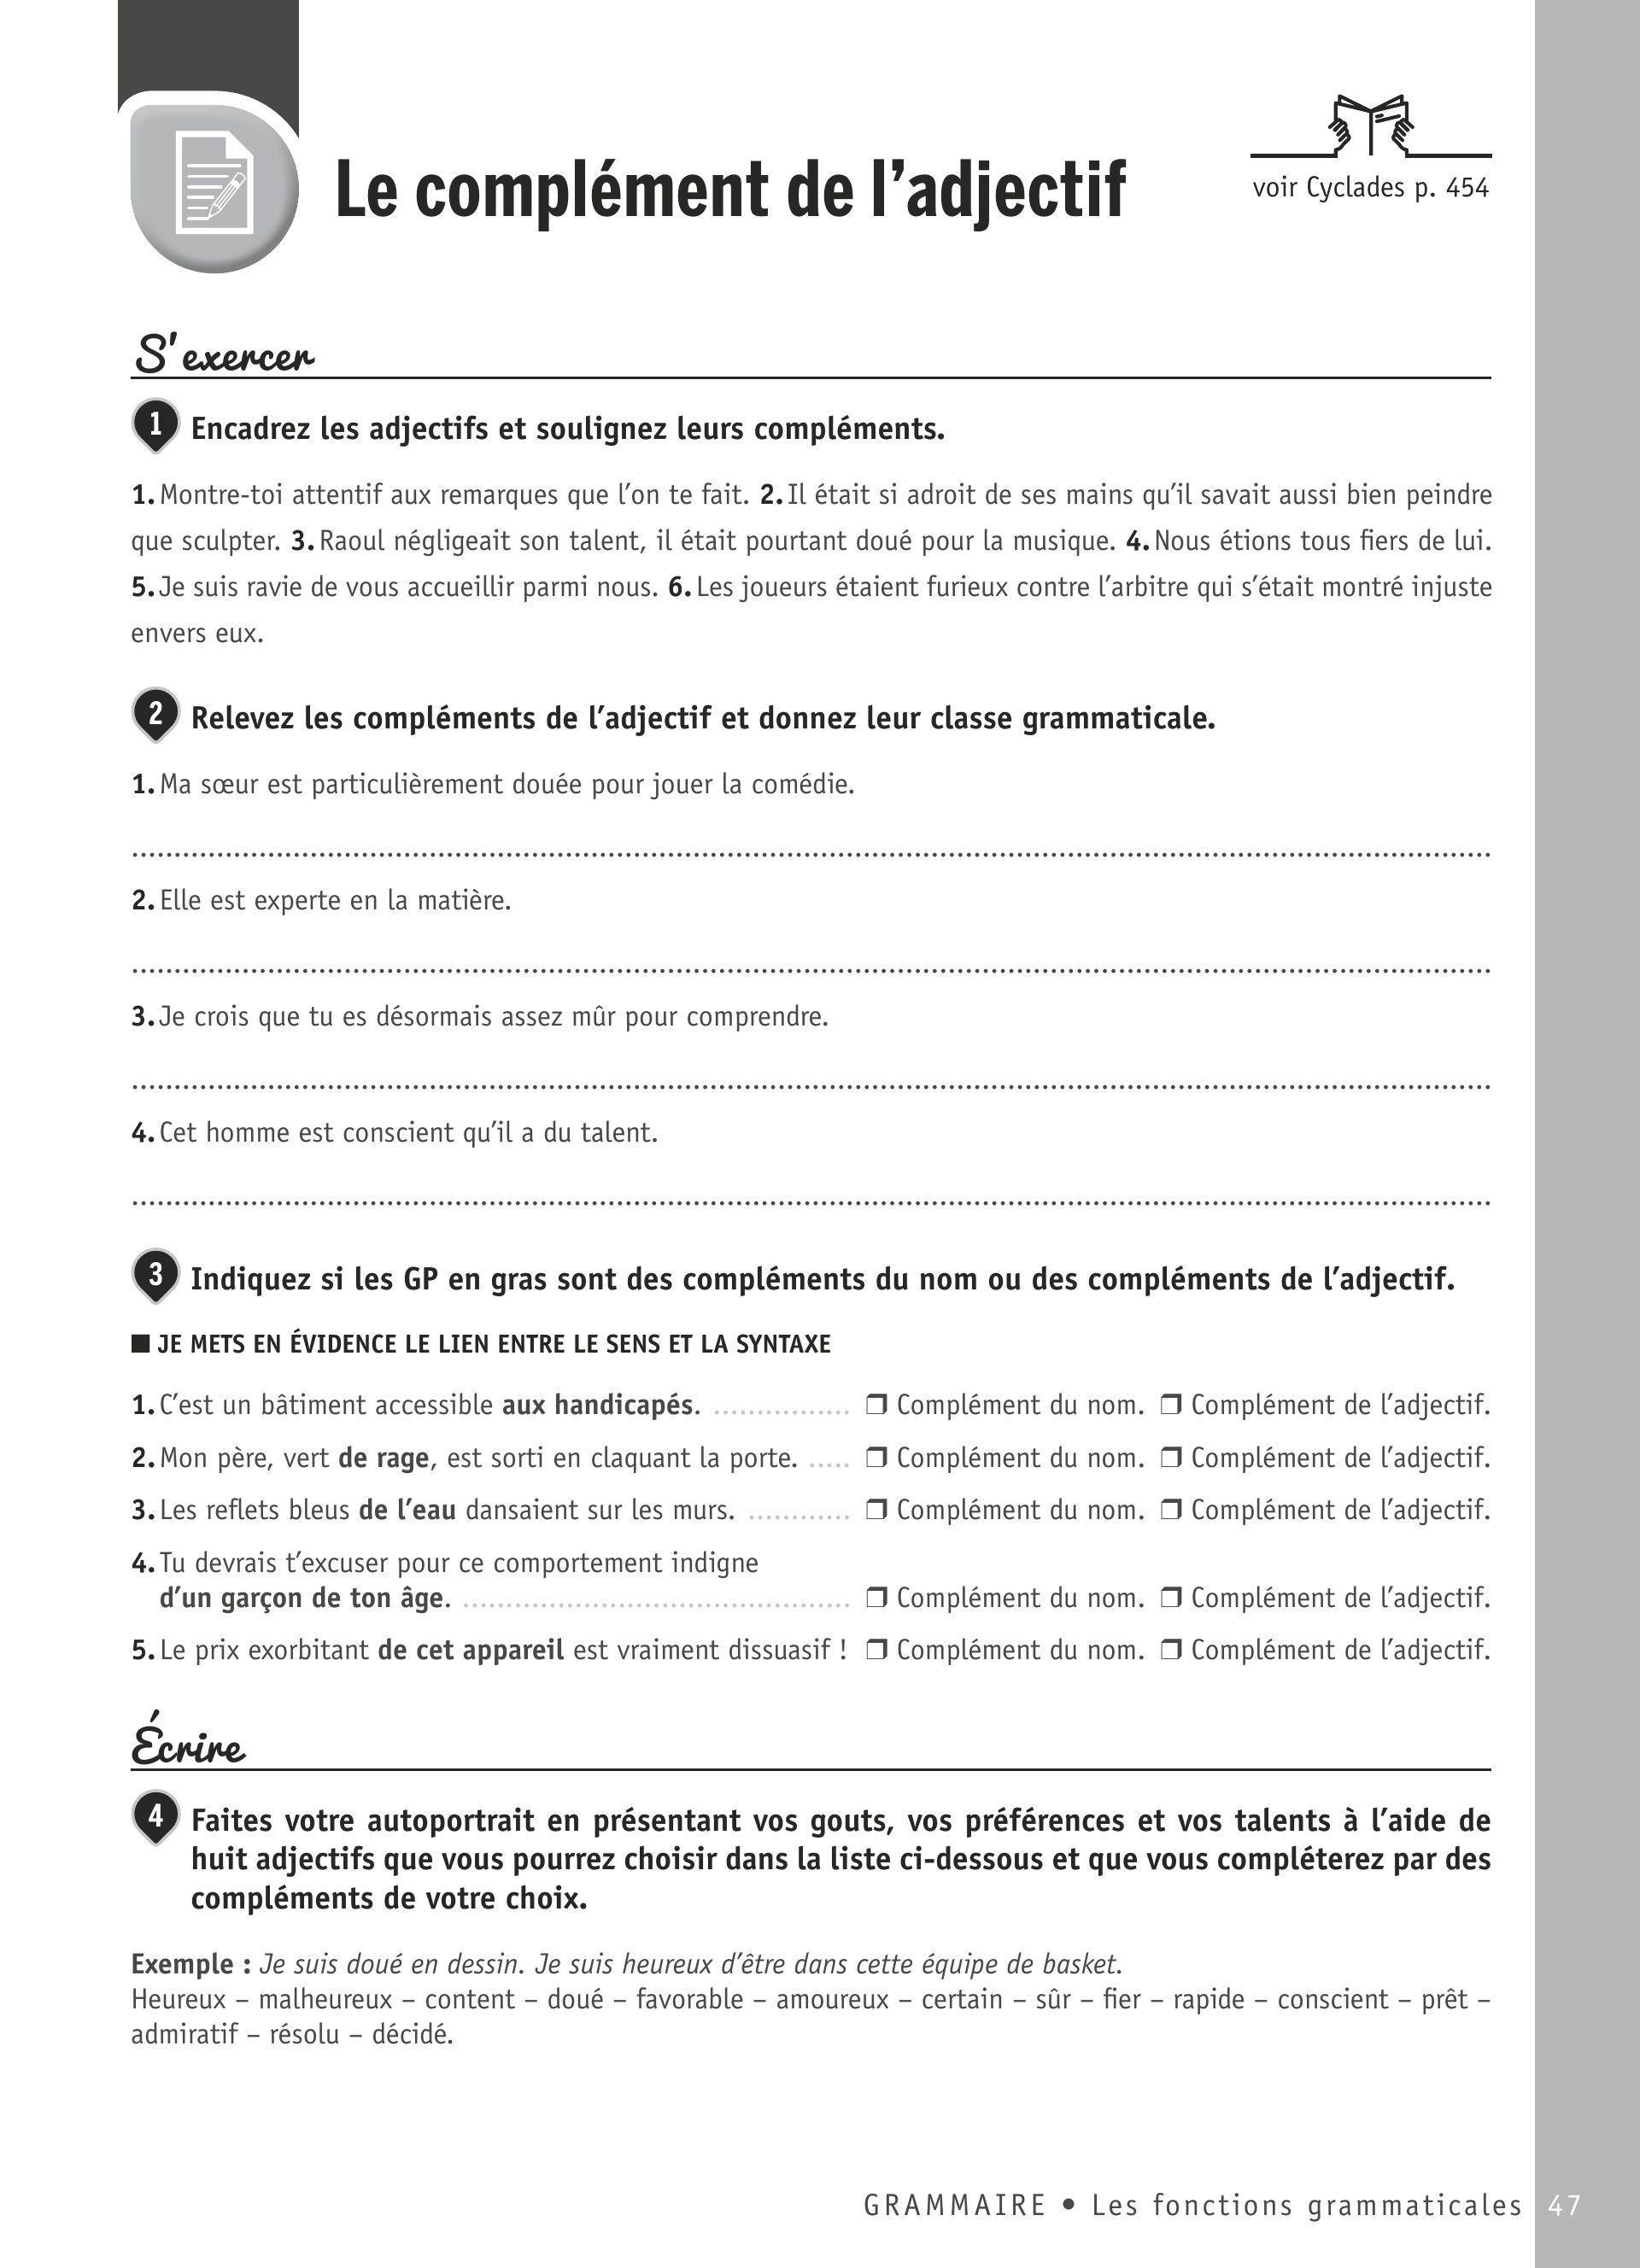 Le complément de l'adjectif
voir Cyclades p. 454
S'exercer
1 Encadrez les adjectifs et soulignez leurs compléments.
1. Montre-toi attentif aux remarques que l'on te fait. 2. Il était si adroit de ses mains qu'il savait aussi bien peindre
que sculpter. 3. Raoul négligeait son talent, il était pourtant doué pour la musique. 4. Nous étions tous fiers de lui.
5. Je suis ravie de vous accueillir parmi nous. 6. Les joueurs étaient furieux contre l'arbitre qui s'était montré injuste
envers eux.
2 Relevez les compléments de l'adjectif et donnez leur classe grammaticale.
1. Ma sœur est particulièrement douée pour jouer la comédie.
2. Elle est experte en la matière.
3. Je crois que tu es désormais assez mûr pour comprendre.
4. Cet homme est conscient qu'il a du talent.
3 Indiquez si les GP en gras sont des compléments du nom ou des compléments de l'adjectif.
■ JE METS EN ÉVIDENCE LE LIEN ENTRE LE SENS ET LA SYNTAXE
1. C'est un bâtiment accessible aux handicapés. ................ ❒ Complément du nom. ❒ Complément de l'adjectif.
2. Mon père, vert de rage, est sorti en claquant la porte. ..... ❒ Complément du nom. ❒ Complément de l'adjectif.
3. Les reflets bleus de l'eau dansaient sur les murs. ............ ❒ Complément du nom. ❒ Complément de l'adjectif.
4. Tu devrais t'excuser pour ce comportement indigne
d'un garçon de ton âge. ............................................. ❒ Complément du nom. ❒ Complément de l'adjectif.
5. Le prix exorbitant de cet appareil est vraiment dissuasif ! ❒ Complément du nom. ❒ Complément de l'adjectif.
Écrire
4 Faites votre autoportrait en présentant vos gouts, vos préférences et vos talents à l'aide de
huit adjectifs que vous pourrez choisir dans la liste ci-dessous et que vous compléterez par des
compléments de votre choix.
Exemple : Je suis doué en dessin. Je suis heureux d'être dans cette équipe de basket.
Heureux – malheureux – content – doué – favorable – amoureux – certain – sûr – fier – rapide – conscient – prêt –
admiratif – résolu – décidé.
GRAMMAIRE • Les fonctions grammaticales 47